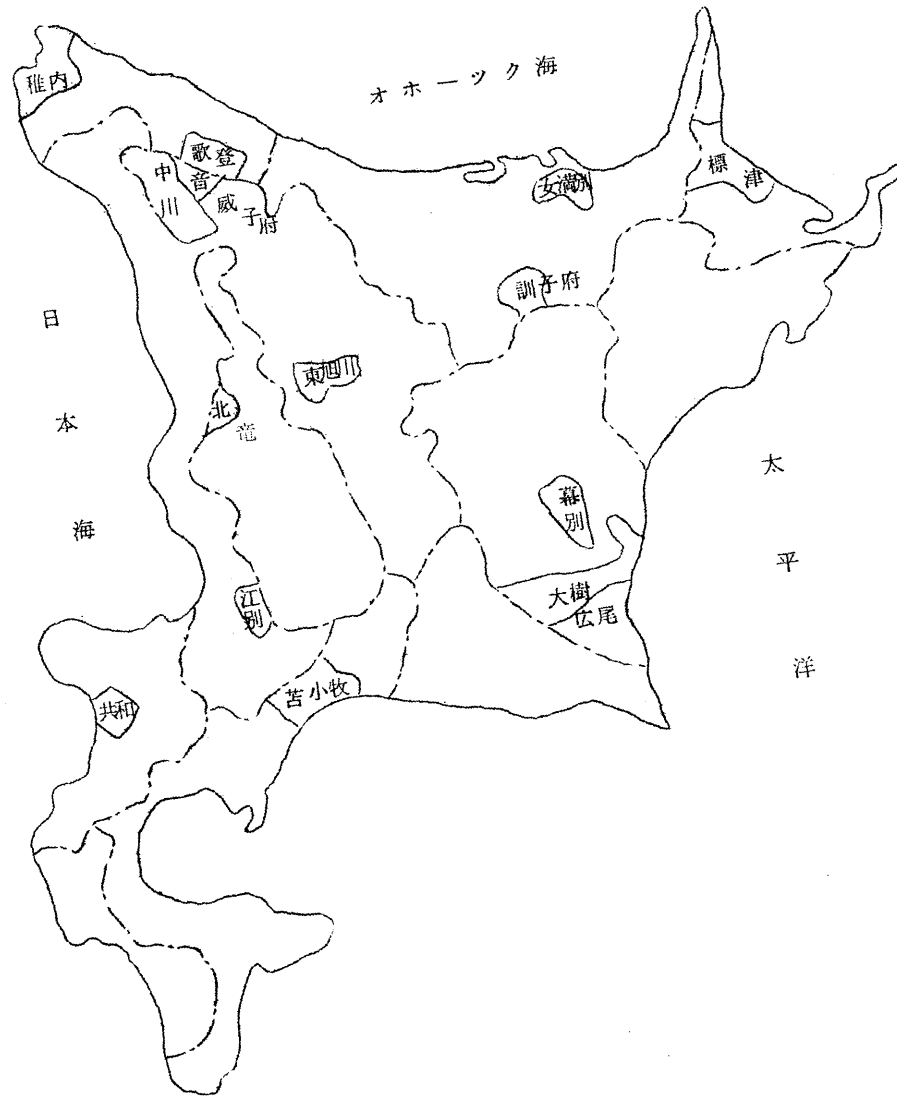 オホーツク海
稚内
歌登
標津
中川
音威子府
女満別
訓子府
日本海
東旭川
北竜
太平洋
幕別
江別
大樹
広尾
苫小牧
共和